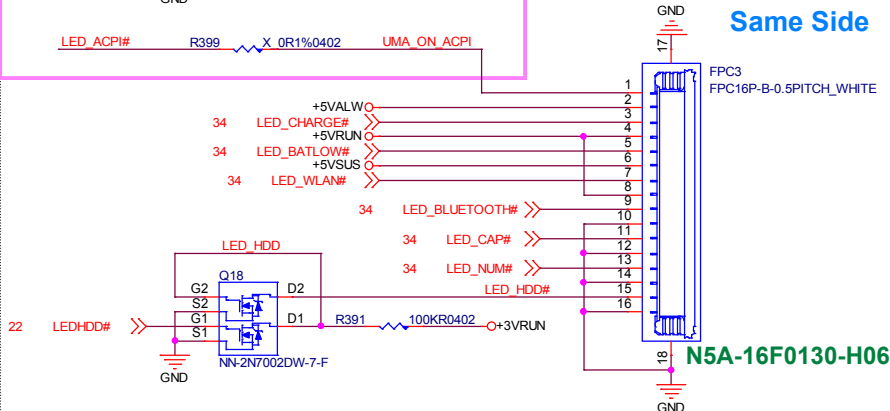 GND
GND
Same Side
LED_ACPI#
R399
X_0R1%0402
UMA_ON_ACPI
17
FPC3
FPC16P-B-0.5PITCH_WHITE
1
+5VALW
2
34
LED_CHARGE#
3
+5VRUN
4
34
LED_BATLOW#
5
+5VSUS
6
34
LED_WLAN#
7
8
34
LED_BLUETOOTH#
9
10
34
LED_CAP#
11
12
34
LED_NUM#
13
14
LED_HDD
Q18
G2
D2
LED_HDD#
15
S2
16
22
LEDHDD#
G1
D1
R391
100KR0402
+3VRUN
S1
NN-2N7002DW-7-F
GND
18
N5A-16F0130-H06
GND